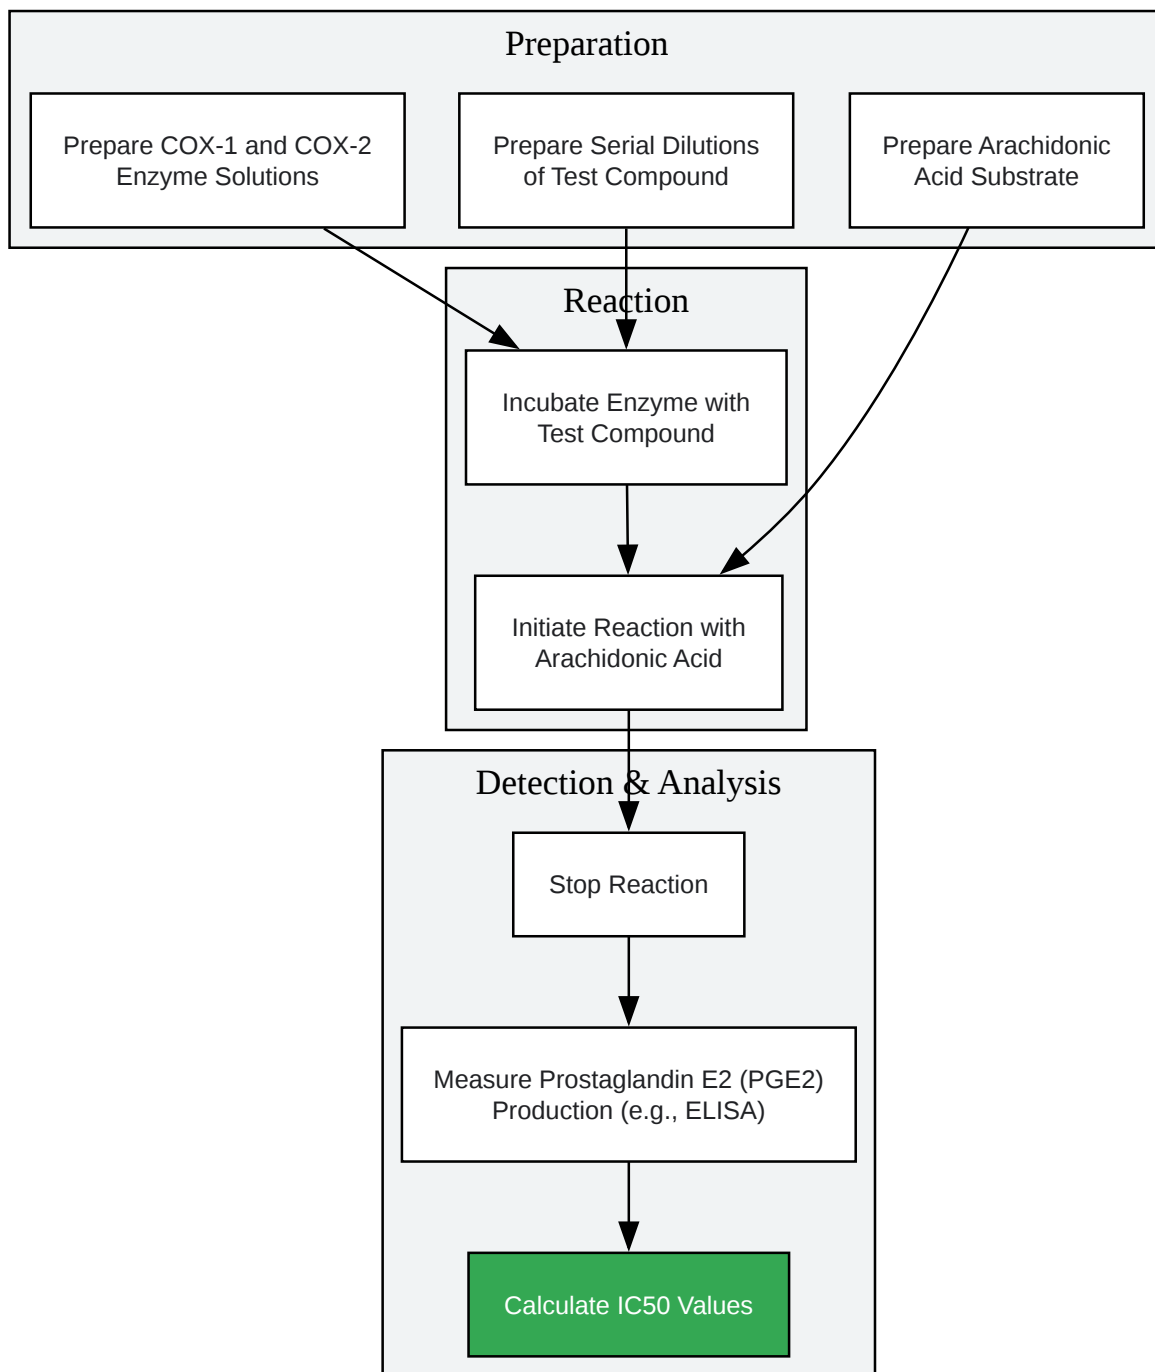 Preparation
Prepare COX-1 and COX-2
Enzyme Solutions
Prepare Serial Dilutions
of Test Compound
Prepare Arachidonic
Acid Substrate
Reaction
Incubate Enzyme with
Test Compound
Initiate Reaction with
Arachidonic Acid
Detection & Analysis
Stop Reaction
Measure Prostaglandin E2 (PGE2)
Production (e.g., ELISA)
Calculate IC50 Values